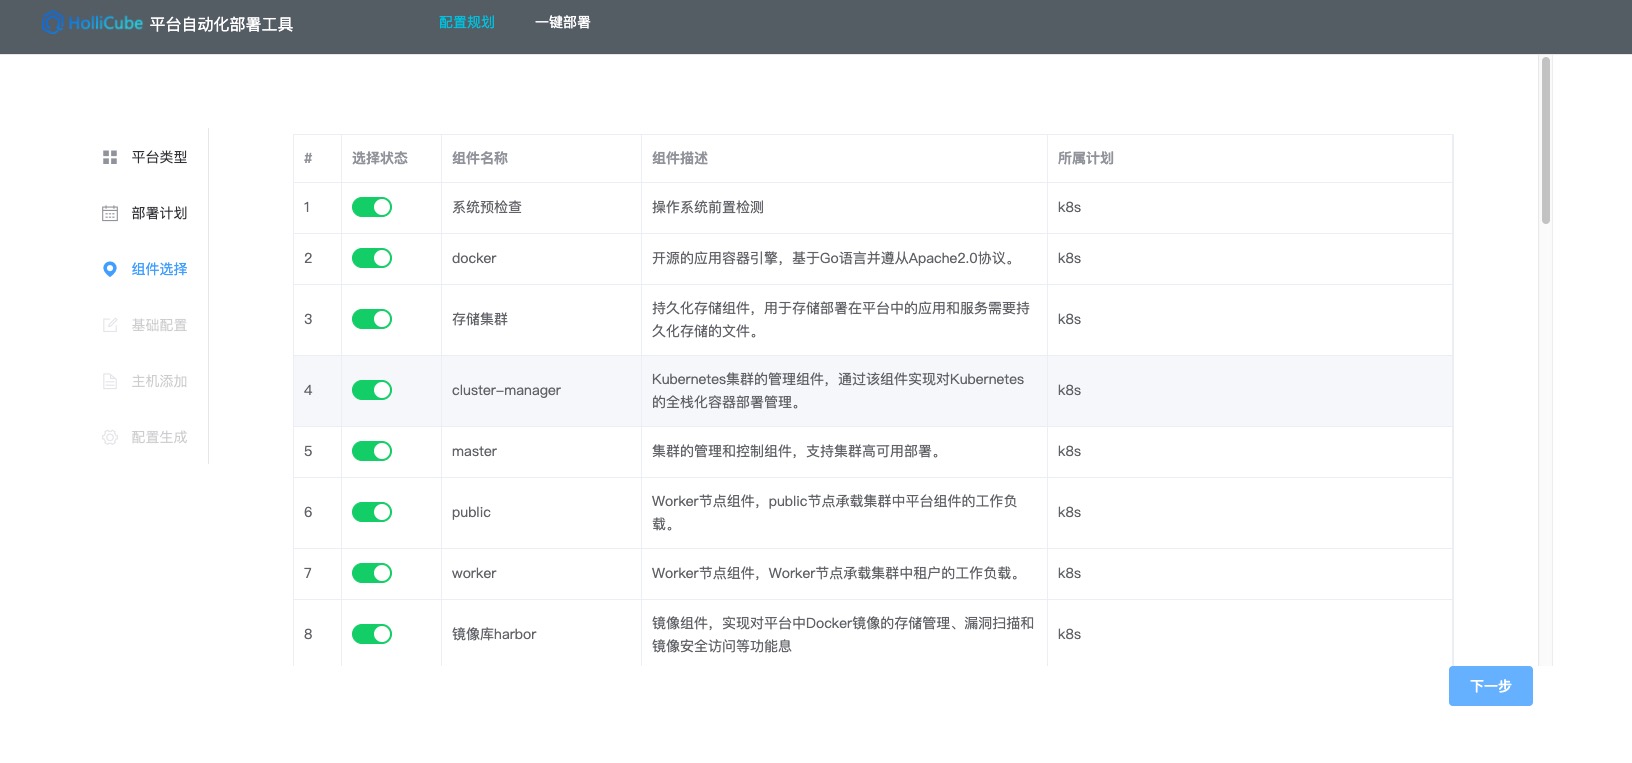 HolliCube 平台自动化部署工具
配置规划
一键部署
平台类型
部署计划
组件选择
基础配置
主机添加
配置生成
# 选择状态 组件名称 组件描述 所属计划
1 系统预检查 操作系统前置检测 k8s
2 docker 开源的应用容器引擎，基于Go语言并遵从Apache2.0协议。 k8s
3 存储集群 持久化存储组件，用于存储部署在平台中的应用和服务需要持
久化存储的文件。 k8s
4 cluster-manager Kubernetes集群的管理组件，通过该组件实现对Kubernetes
的全栈化容器部署管理。 k8s
5 master 集群的管理和控制组件，支持集群高可用部署。 k8s
6 public Worker节点组件，public节点承载集群中平台组件的工作负
载。 k8s
7 worker Worker节点组件，Worker节点承载集群中租户的工作负载。 k8s
8 镜像库harbor 镜像组件，实现对平台中Docker镜像的存储管理、漏洞扫描和
镜像安全访问等功能息 k8s
下一步